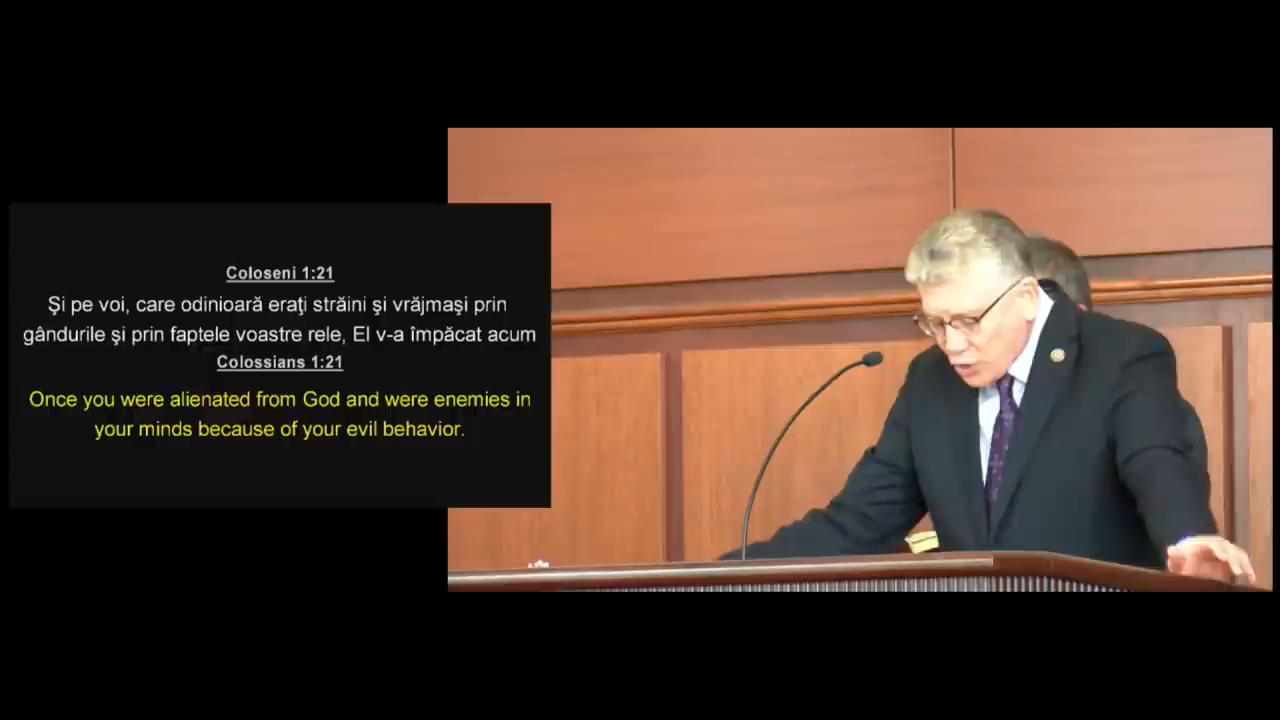 Coloseni 1:21
Şi pe voi, care odinioară eraţi străini şi vrăjmaşi prin
gândurile şi prin faptele voastre rele, El v-a împăcat acum
Colossians 1:21
Once you were alienated from God and were enemies in
your minds because of your evil behavior.